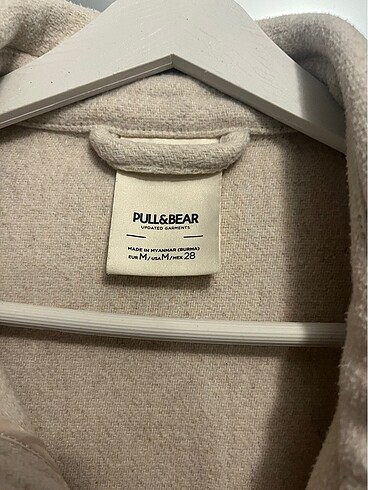 PULL&BEAR
UPDATED GARMENTS
MADE IN MYANMAR (BURMA)
EUR M/USA M/MEX 28